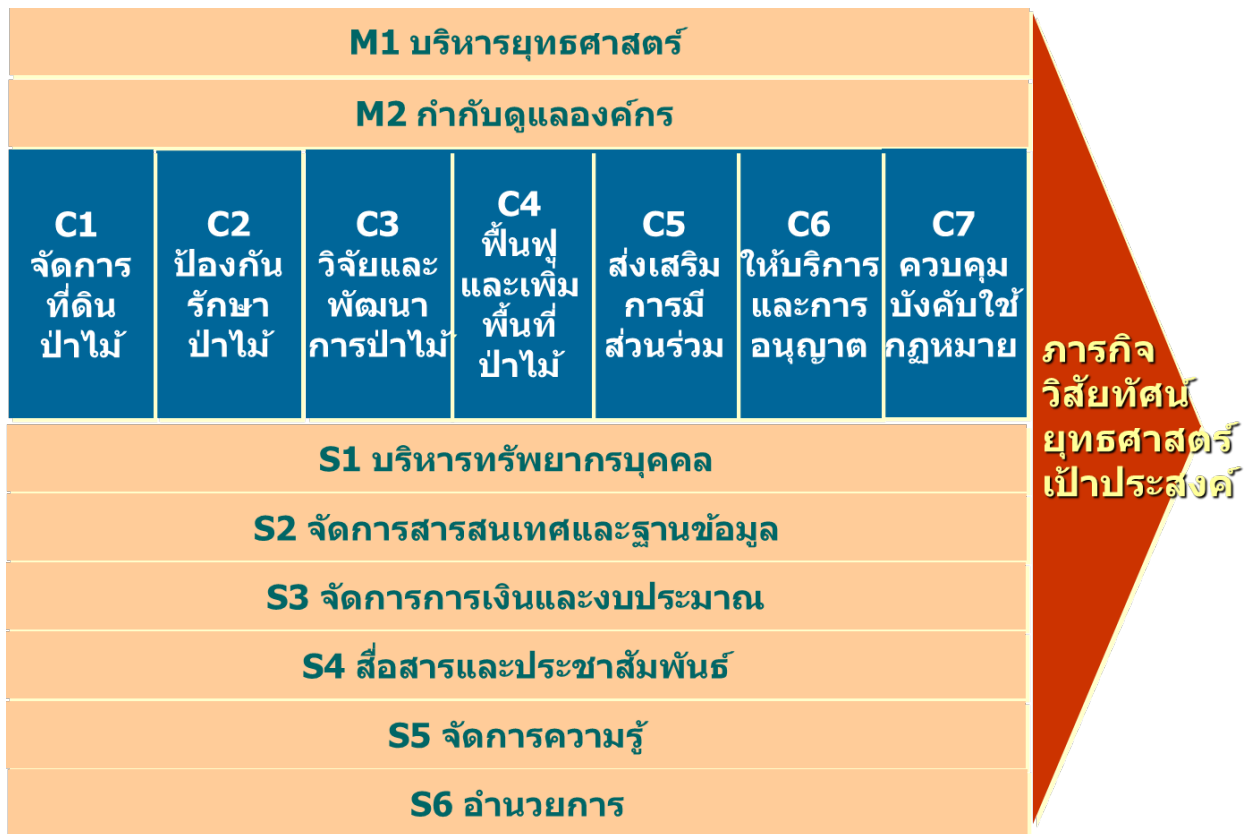 M1 บริหารยุทธศาสตร์
M2 กำกับดูแลองค์กร
C1
จัดการ
ที่ดิน
ป่าไม้
C2
ป้องกัน
รักษา
ป่าไม้
C3
วิจัยและ
พัฒนา
การป่าไม้
C4
ฟื้นฟู
และเพิ่ม
พื้นที่
ป่าไม้
C5
ส่งเสริม
การมี
ส่วนร่วม
C6
ให้บริการ
และการ
อนุญาต
C7
ควบคุม
บังคับใช้
กฏหมาย
S1 บริหารทรัพยากรบุคคล
S2 จัดการสารสนเทศและฐานข้อมูล
S3 จัดการการเงินและงบประมาณ
S4 สื่อสารและประชาสัมพันธ์
S5 จัดการความรู้
S6 อำนวยการ
ภารกิจ
วิสัยทัศน์
ยุทธศาสตร์
เป้าประสงค์